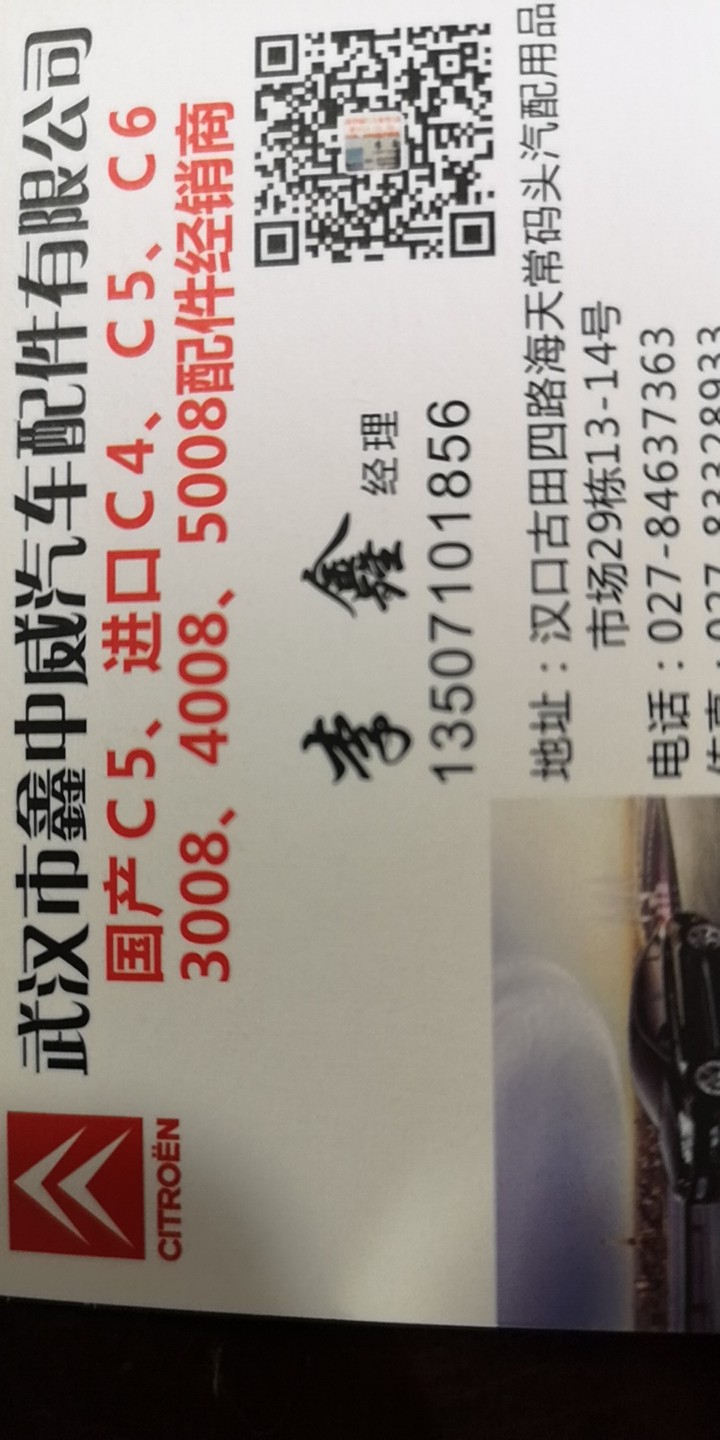 CITROËN
武汉市鑫中威汽车配件有限公司
国产C5、进口C4、C5、C6
3008、4008、5008配件经销商
李鑫 经理
13507101856
地址：汉口古田四路海天常码头汽配用品
市场29栋13-14号
电话：027-84637363